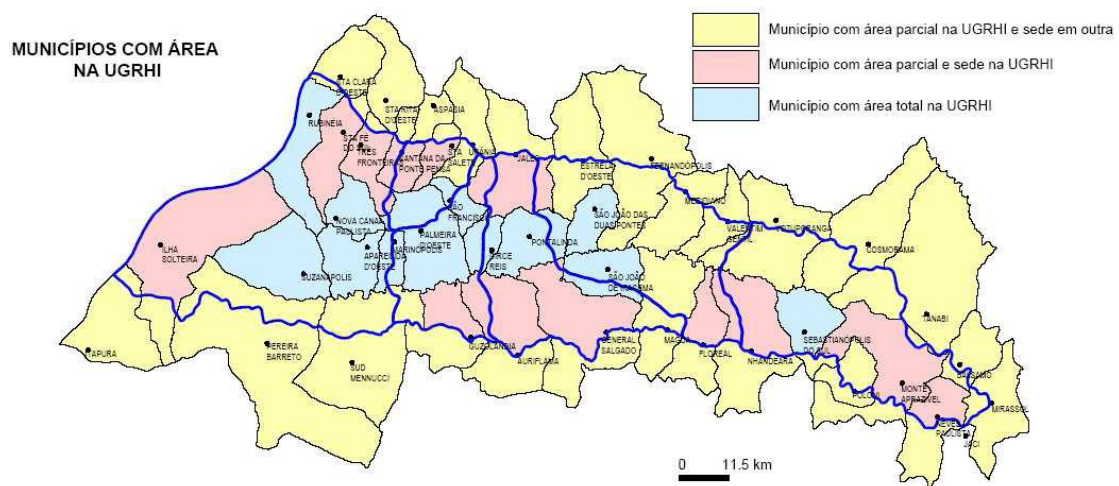 MUNICÍPIOS COM ÁREA
NA UGRHI
Município com área parcial na UGRHI e sede em outra
Município com área parcial e sede na UGRHI
Município com área total na UGRHI
STA CLARA
D'OESTE
STA RITA
D'OESTE
ASPASIA
RUBINÉIA
STA FÉ
DO SUL
TRES
FRONTEIRAS
SANTANA DA
PONTE PENSA
STA
SALETE
URÂNIA
JALES
ESTRELA
D'OESTE
FERNANDÓPOLIS
MERIDIANO
VALENTIM
GENTIL
VOTUPORANGA
COSMORAMA
TANABI
NOVA CANAÃ
PAULISTA
SÃO
FRANCISCO
PALMEIRA
D'OESTE
MARINÓPOLIS
APARECIDA
D'OESTE
DIRCE
REIS
PONTALINDA
SÃO JOÃO DAS
DUAS PONTES
SÃO JOÃO
DE IRACEMA
ILHA
SOLTEIRA
SUZANÁPOLIS
ITAPURA
PEREIRA
BARRETO
SUD
MENNUCCI
GUZOLÂNDIA
AURIFLAMA
GENERAL
SALGADO
MAGDA
FLOREAL
NHANDEARA
SEBASTIANÓPOLIS
DO SUL
POLONI
MONTE
APRAZÍVEL
NEVES
PAULISTA
JACI
MIRASSOL
0 11.5 km